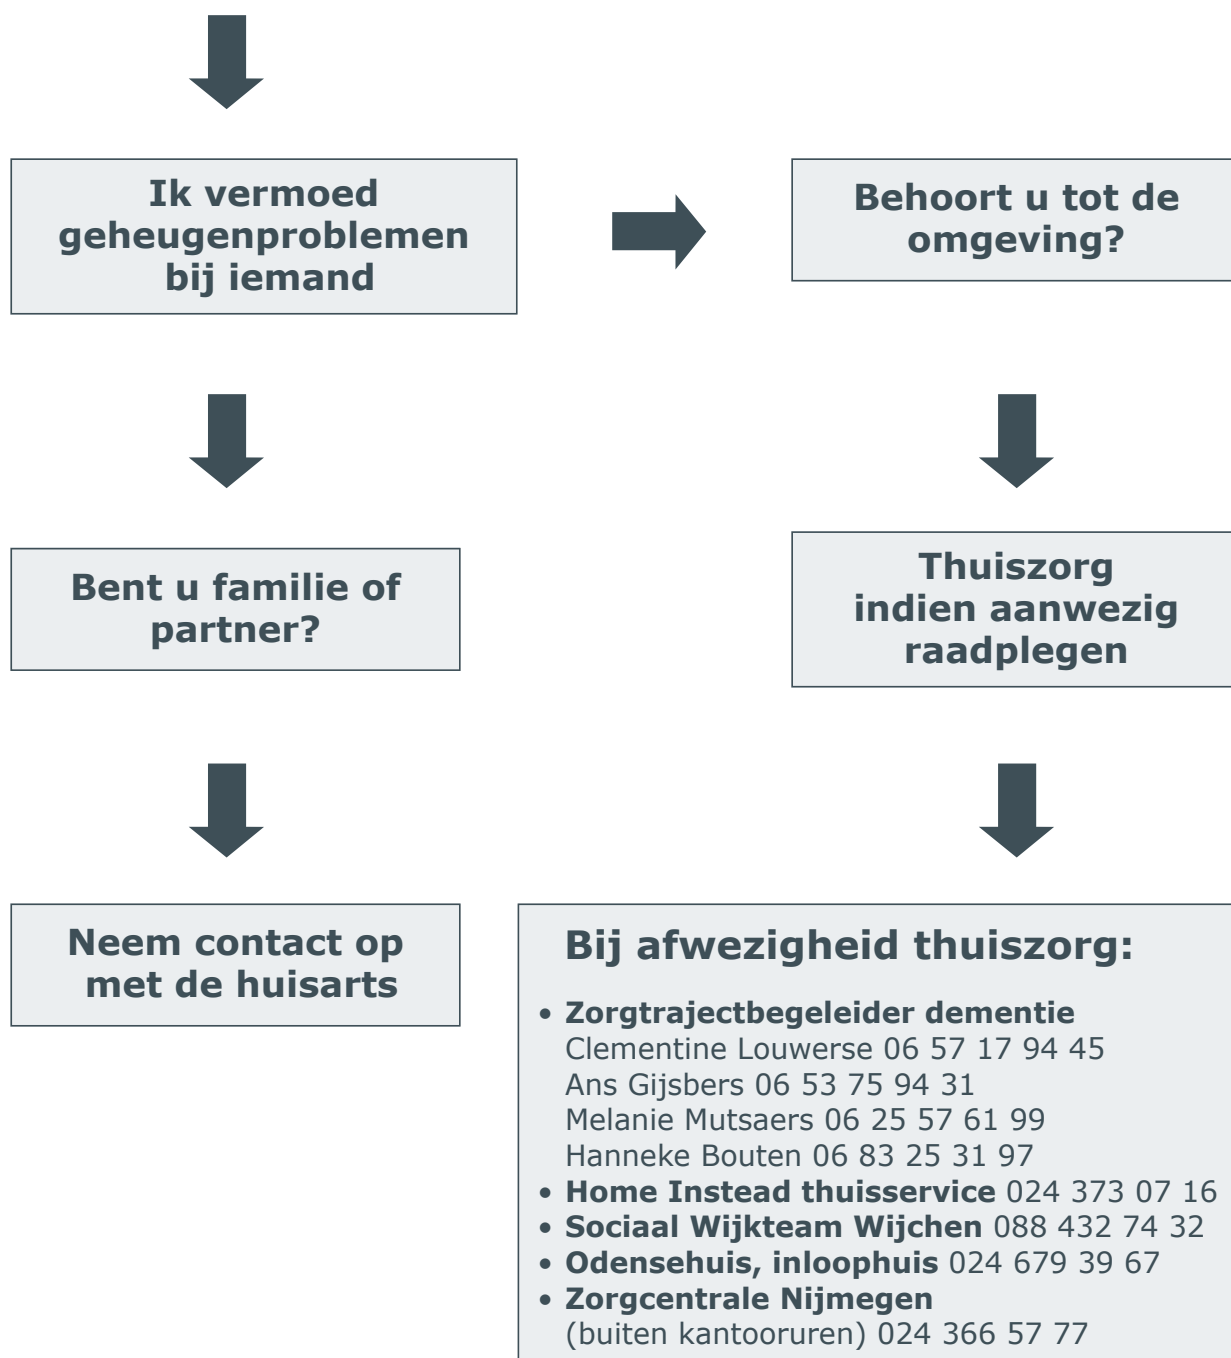 Ik vermoed
geheugenproblemen
bij iemand
Behoort u tot de
omgeving?
Bent u familie of
partner?
Thuiszorg
indien aanwezig
raadplegen
Neem contact op
met de huisarts
Bij afwezigheid thuiszorg:
• Zorgtrajectbegeleider dementie
Clementine Louwerse 06 57 17 94 45
Ans Gijsbers 06 53 75 94 31
Melanie Mutsaers 06 25 57 61 99
Hanneke Bouten 06 83 25 31 97
• Home Instead thuisservice 024 373 07 16
• Sociaal Wijkteam Wijchen 088 432 74 32
• Odensehuis, inloophuis 024 679 39 67
• Zorgcentrale Nijmegen
(buiten kantooruren) 024 366 57 77